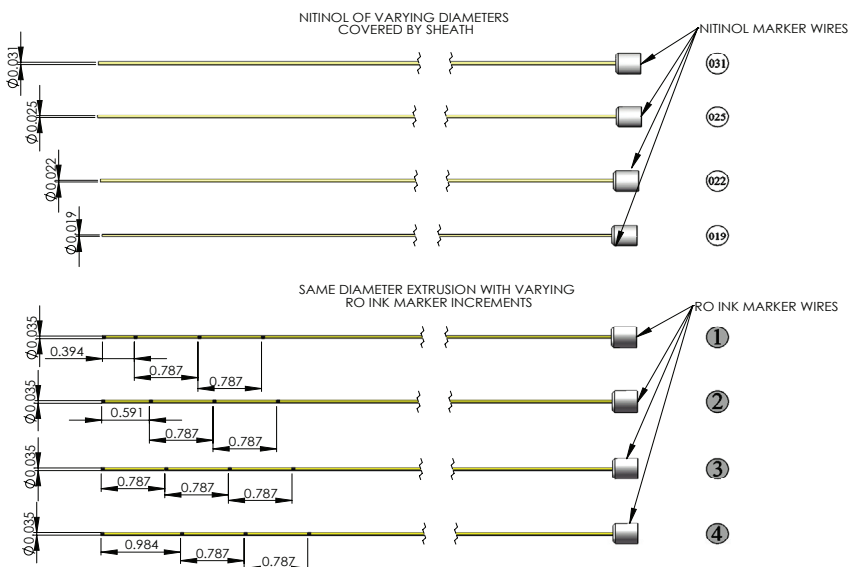 NITINOL OF VARYING DIAMETERS
COVERED BY SHEATH
NITINOL MARKER WIRES
Ø0.031
031
Ø0.025
025
Ø0.022
022
Ø0.019
019
SAME DIAMETER EXTRUSION WITH VARYING
RO INK MARKER INCREMENTS
RO INK MARKER WIRES
Ø0.035
1
0.394
0.787
0.787
Ø0.035
2
0.591
0.787
0.787
Ø0.035
3
0.787
0.787
0.787
Ø0.035
4
0.984
0.787
0.787